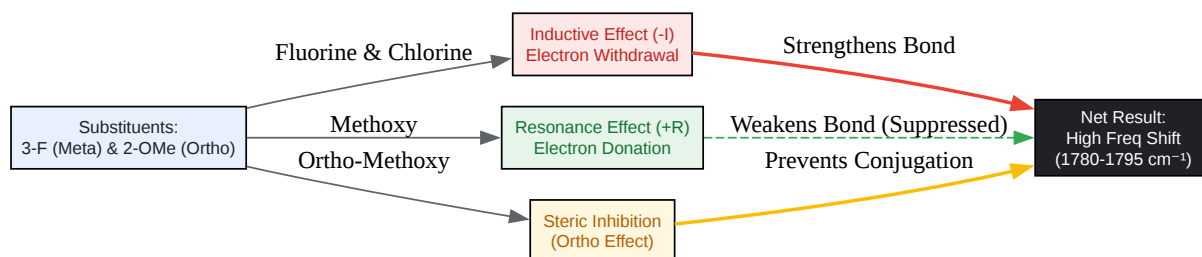 Fluorine & Chlorine
Inductive Effect (-I)
Electron Withdrawal
Strengthens Bond
Substituents:
3-F (Meta) & 2-OMe (Ortho)
Methoxy
Resonance Effect (+R)
Electron Donation
Weakens Bond (Suppressed)
Net Result:
High Freq Shift
(1780-1795 cm⁻¹)
Ortho-Methoxy
Steric Inhibition
(Ortho Effect)
Prevents Conjugation